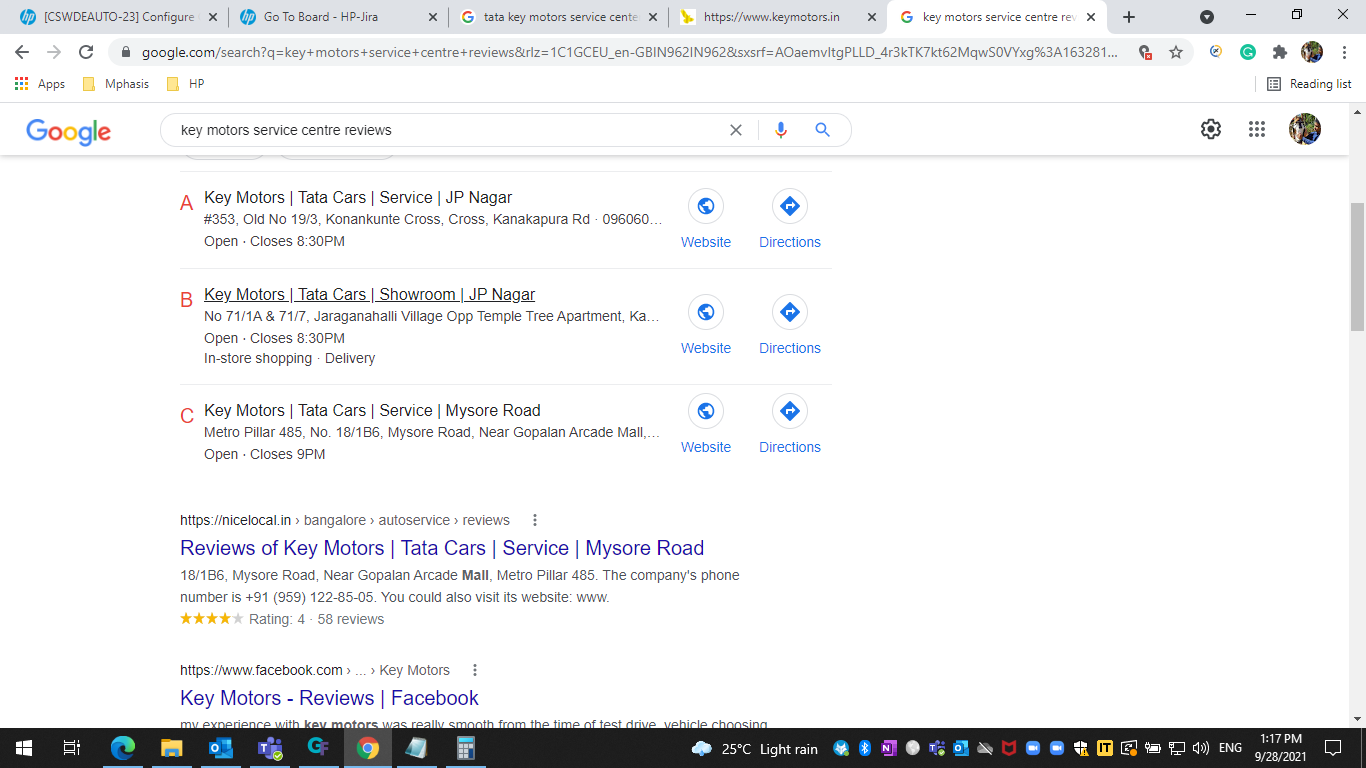 [CSWDEAUTO-23] Configure
Go To Board - HP-Jira
tata key motors service cente
https://www.keymotors.in
key motors service centre rev
google.com/search?q=key+motors+service+centre+reviews&rlz=1C1GCEU_en-GBIN962IN962&sxsrf=AOaemvItgPLLD_4r3kTK7kt62MqwS0VYxg%3A163281...
Apps
Mphasis
HP
Reading list
Google
key motors service centre reviews
A
Key Motors | Tata Cars | Service | JP Nagar
#353, Old No 19/3, Konankunte Cross, Cross, Kanakapura Rd · 096060...
Open · Closes 8:30PM
Website
Directions
B
Key Motors | Tata Cars | Showroom | JP Nagar
No 71/1A & 71/7, Jaraganahalli Village Opp Temple Tree Apartment, Ka...
Open · Closes 8:30PM
In-store shopping · Delivery
Website
Directions
C
Key Motors | Tata Cars | Service | Mysore Road
Metro Pillar 485, No. 18/1B6, Mysore Road, Near Gopalan Arcade Mall,...
Open · Closes 9PM
Website
Directions
https://nicelocal.in › bangalore › autoservice › reviews
Reviews of Key Motors | Tata Cars | Service | Mysore Road
18/1B6, Mysore Road, Near Gopalan Arcade Mall, Metro Pillar 485. The company's phone
number is +91 (959) 122-85-05. You could also visit its website: www.
Rating: 4 · 58 reviews
https://www.facebook.com › ... › Key Motors
Key Motors - Reviews | Facebook
my experience with key motors was really smooth from the time of test drive, vehicle choosing
25°C Light rain
ENG
1:17 PM
9/28/2021